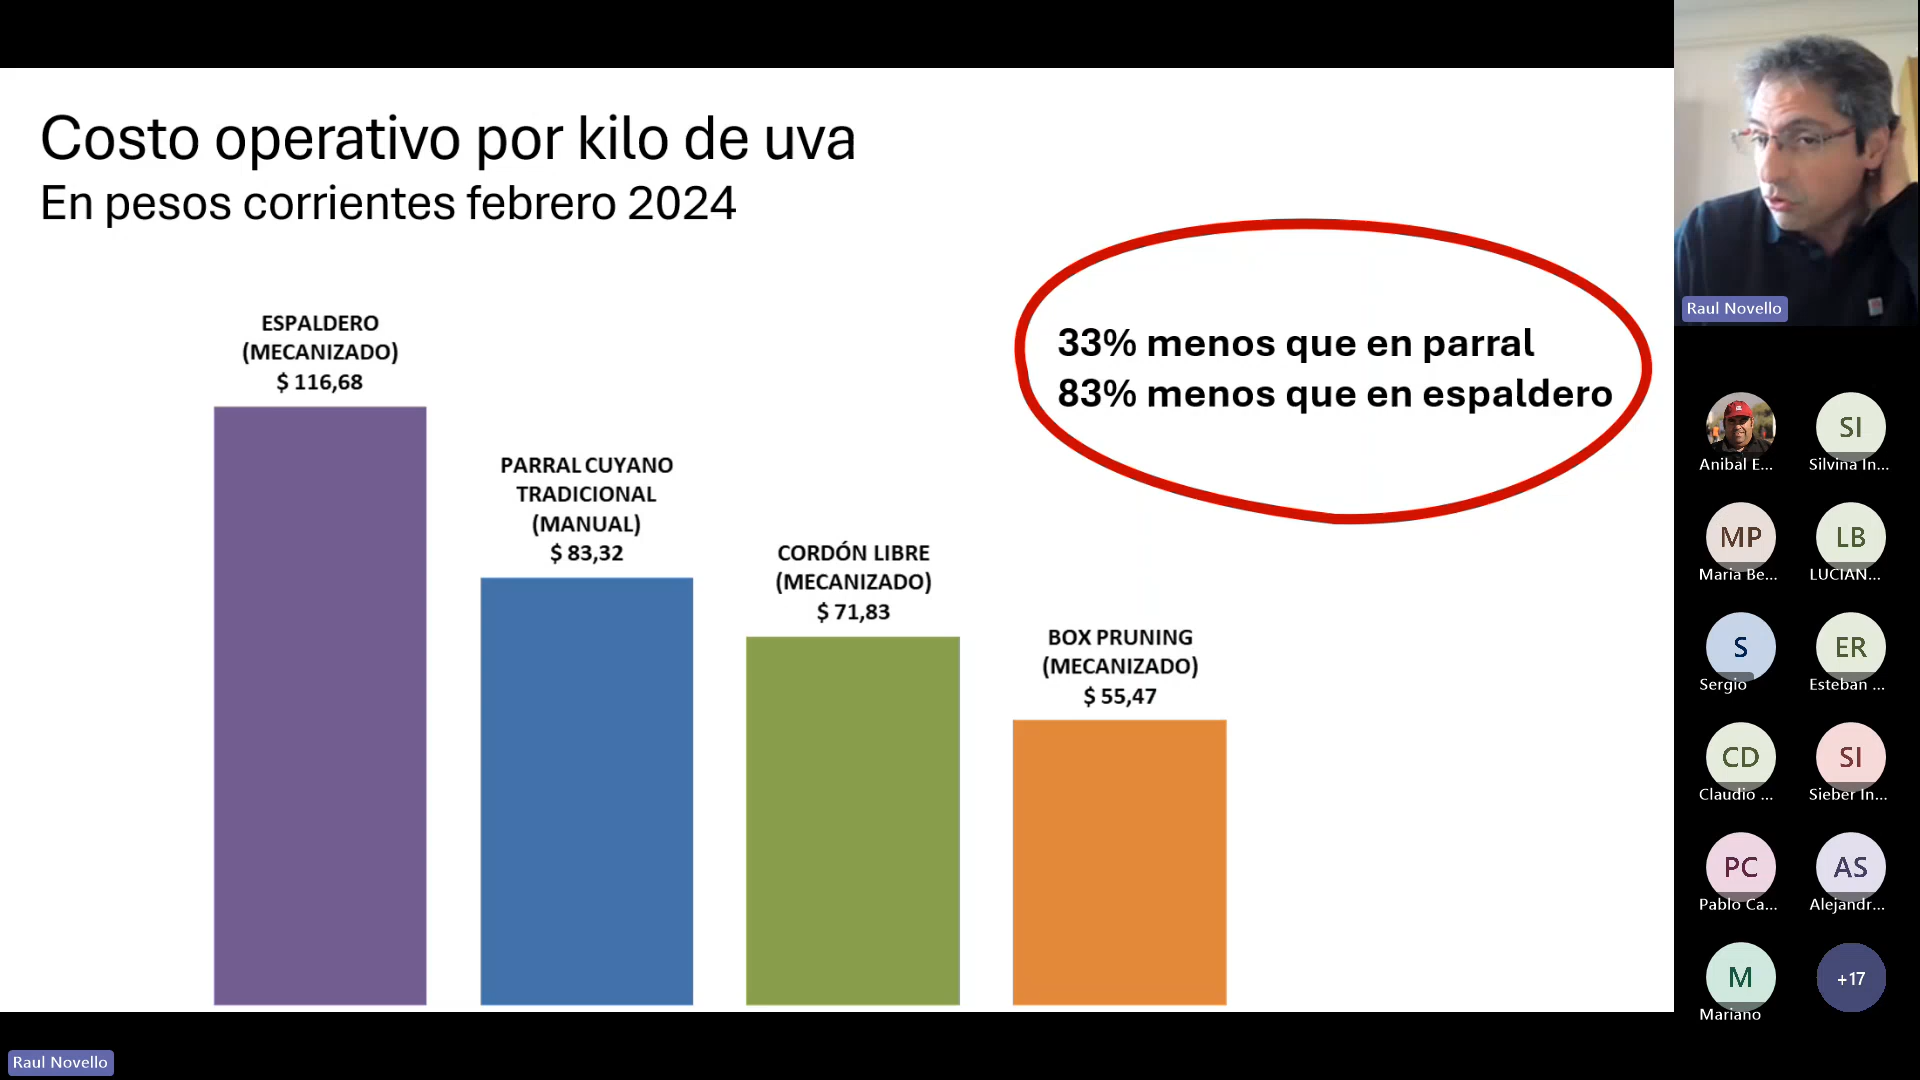 Costo operativo por kilo de uva
En pesos corrientes febrero 2024
ESPALDERO
(MECANIZADO)
$ 116,68
PARRAL CUYANO
TRADICIONAL
(MANUAL)
$ 83,32
CORDÓN LIBRE
(MECANIZADO)
$ 71,83
BOX PRUNING
(MECANIZADO)
$ 55,47
33% menos que en parral
83% menos que en espaldero
Raul Novello
Anibal E...
SI
Silvina In...
MP
Maria Be...
LB
LUCIAN...
S
Sergio
ER
Esteban ...
CD
Claudio ...
SI
Sieber In...
PC
Pablo Ca...
AS
Alejandr...
M
Mariano
+17
Raul Novello